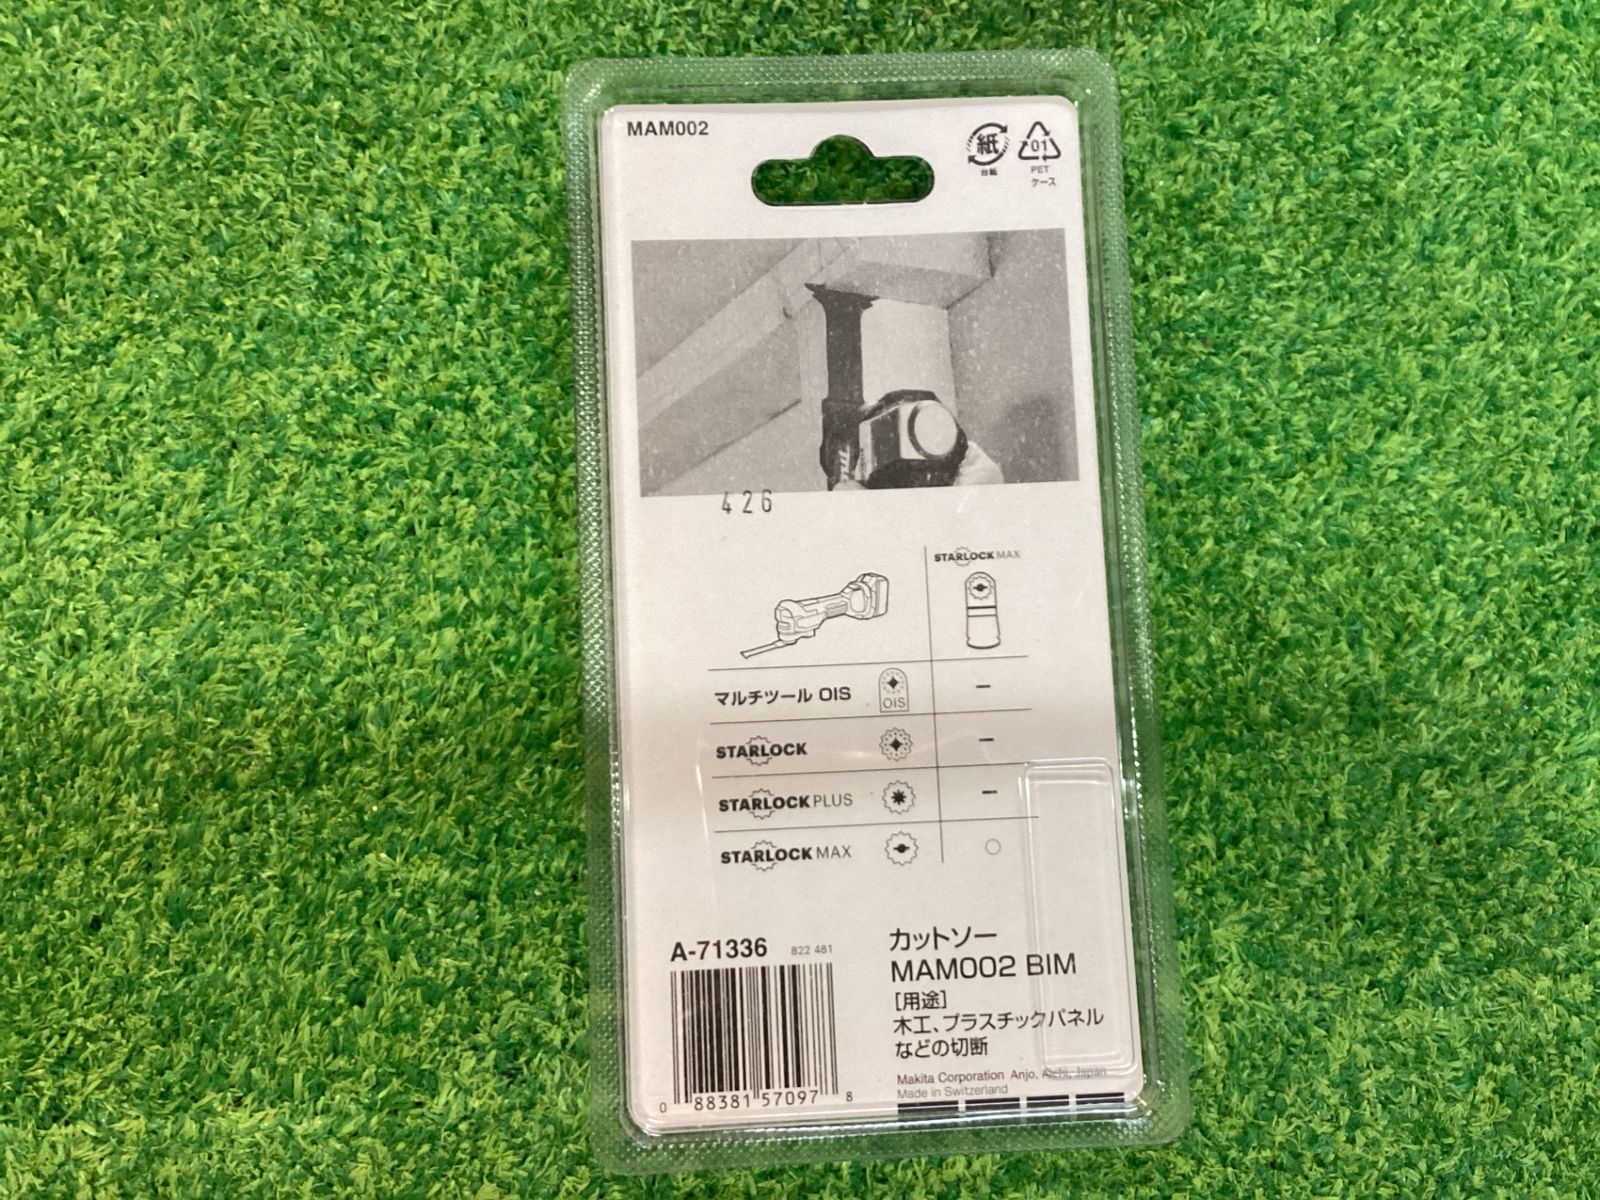 MAM002
紙
台紙
01
PET
ケース
426
STARLOCK MAX
マルチツール OIS
OIS
－
STARLOCK
－
STARLOCK PLUS
－
STARLOCK MAX
○
A-71336
822 481
0 88381 57097 8
カットソー
MAM002 BIM
[用途]
木工、プラスチックパネル
などの切断
Makita Corporation Anjo, Aichi, Japan
Made in Switzerland